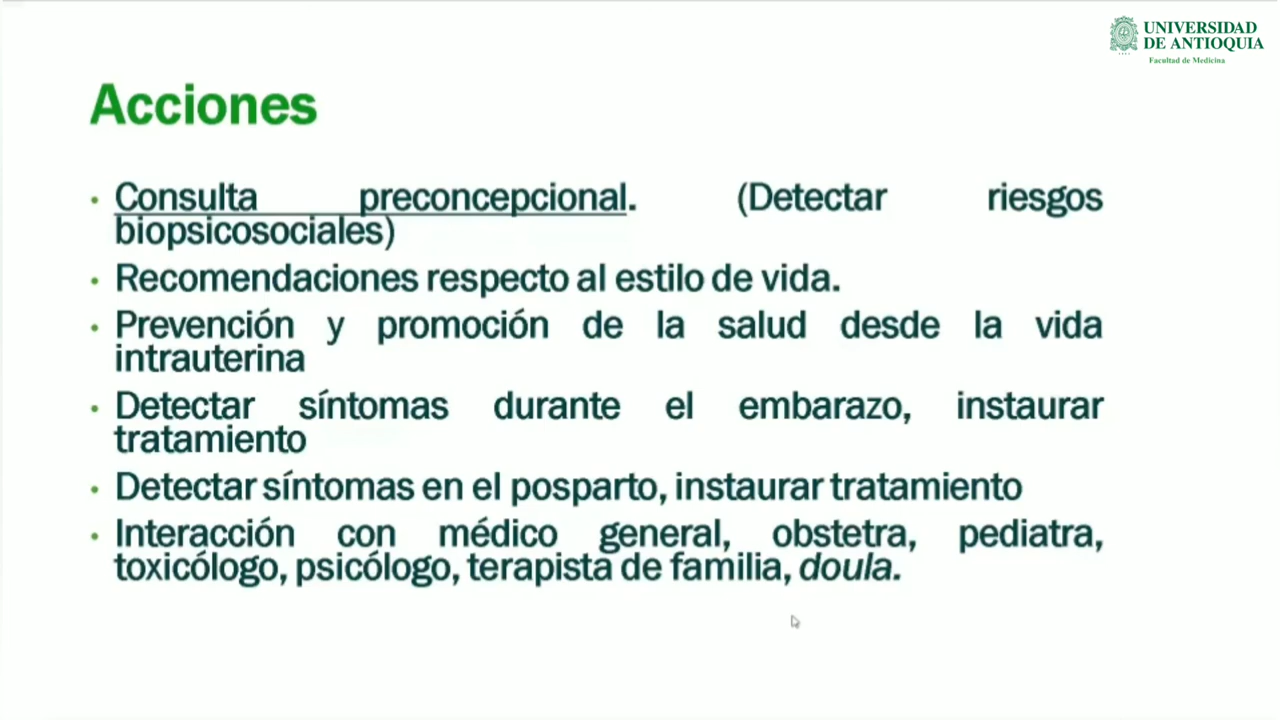 UNIVERSIDAD
DE ANTIOQUIA
Facultad de Medicina
Acciones
• Consulta preconcepcional. (Detectar riesgos
biopsicosociales)
• Recomendaciones respecto al estilo de vida.
• Prevención y promoción de la salud desde la vida
intrauterina
• Detectar síntomas durante el embarazo, instaurar
tratamiento
• Detectar síntomas en el posparto, instaurar tratamiento
• Interacción con médico general, obstetra, pediatra,
toxicólogo, psicólogo, terapista de familia, doula.